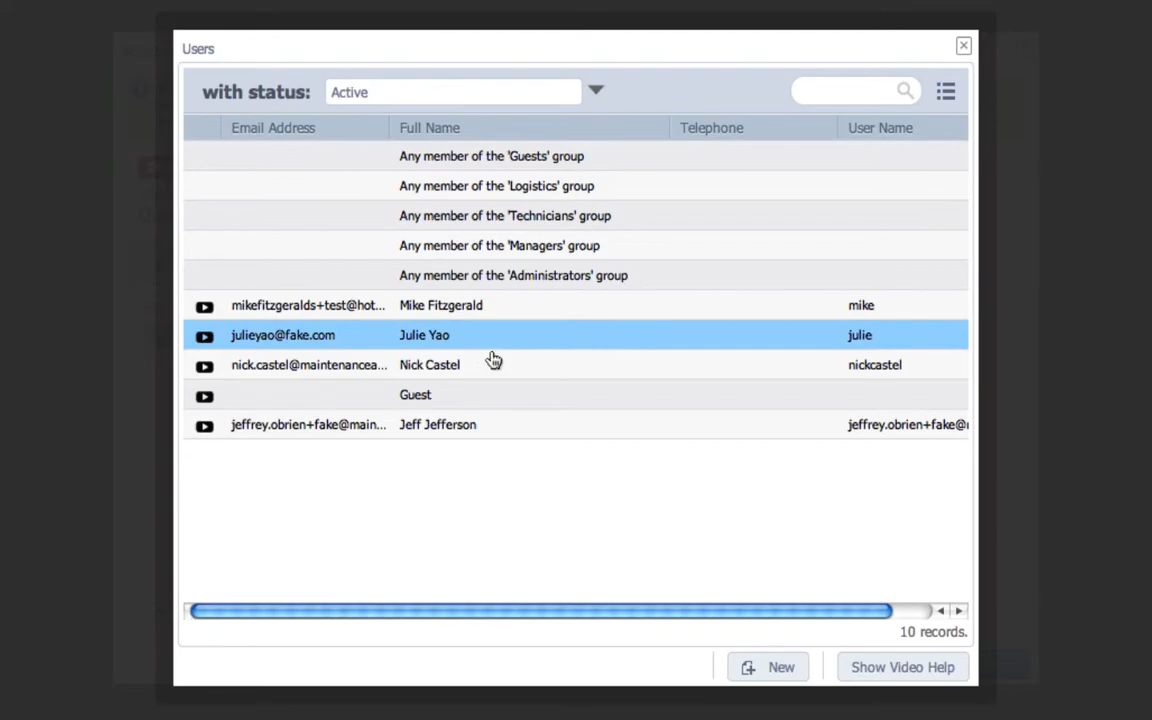 Users
with status: Active
Email Address Full Name Telephone User Name
Any member of the 'Guests' group
Any member of the 'Logistics' group
Any member of the 'Technicians' group
Any member of the 'Managers' group
Any member of the 'Administrators' group
mikefitzgeralds+test@hot... Mike Fitzgerald mike
julieyao@fake.com Julie Yao julie
nick.castel@maintenancea... Nick Castel nickcastel
Guest
jeffrey.obrien+fake@main... Jeff Jefferson jeffrey.obrien+fake@
10 records.
New Show Video Help